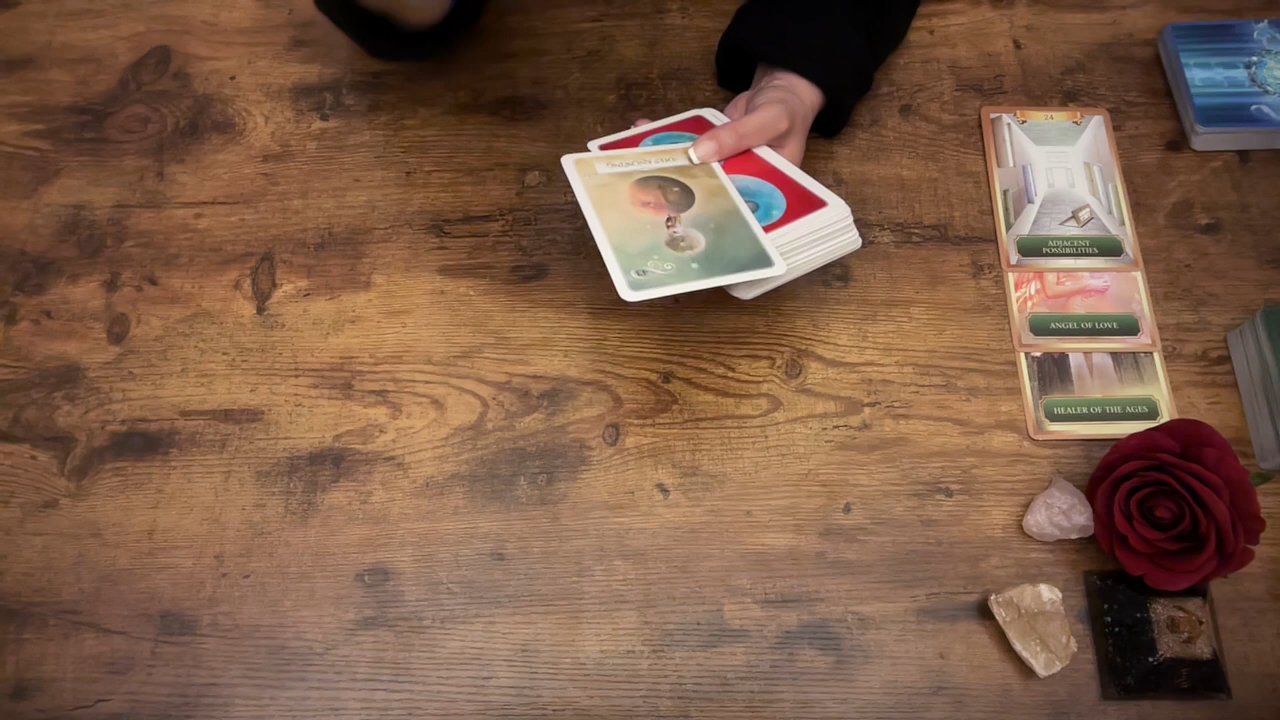 24
ADJACENT
POSSIBILITIES
ANGEL OF LOVE
HEALER OF THE AGES